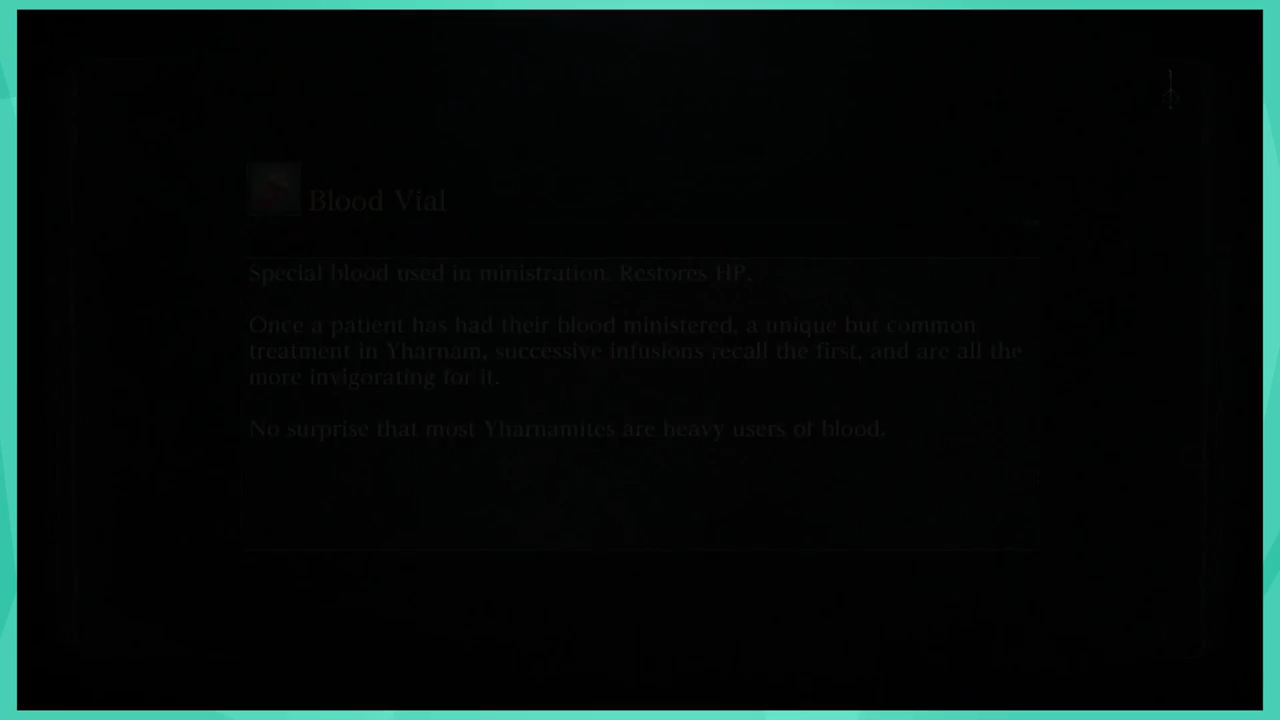 Blood Vial
Special blood used in ministration. Restores HP.
Once a patient has had their blood ministered, a unique but common
treatment in Yharnam, successive infusions recall the first, and are all the
more invigorating for it.
No surprise that most Yharnamites are heavy users of blood.